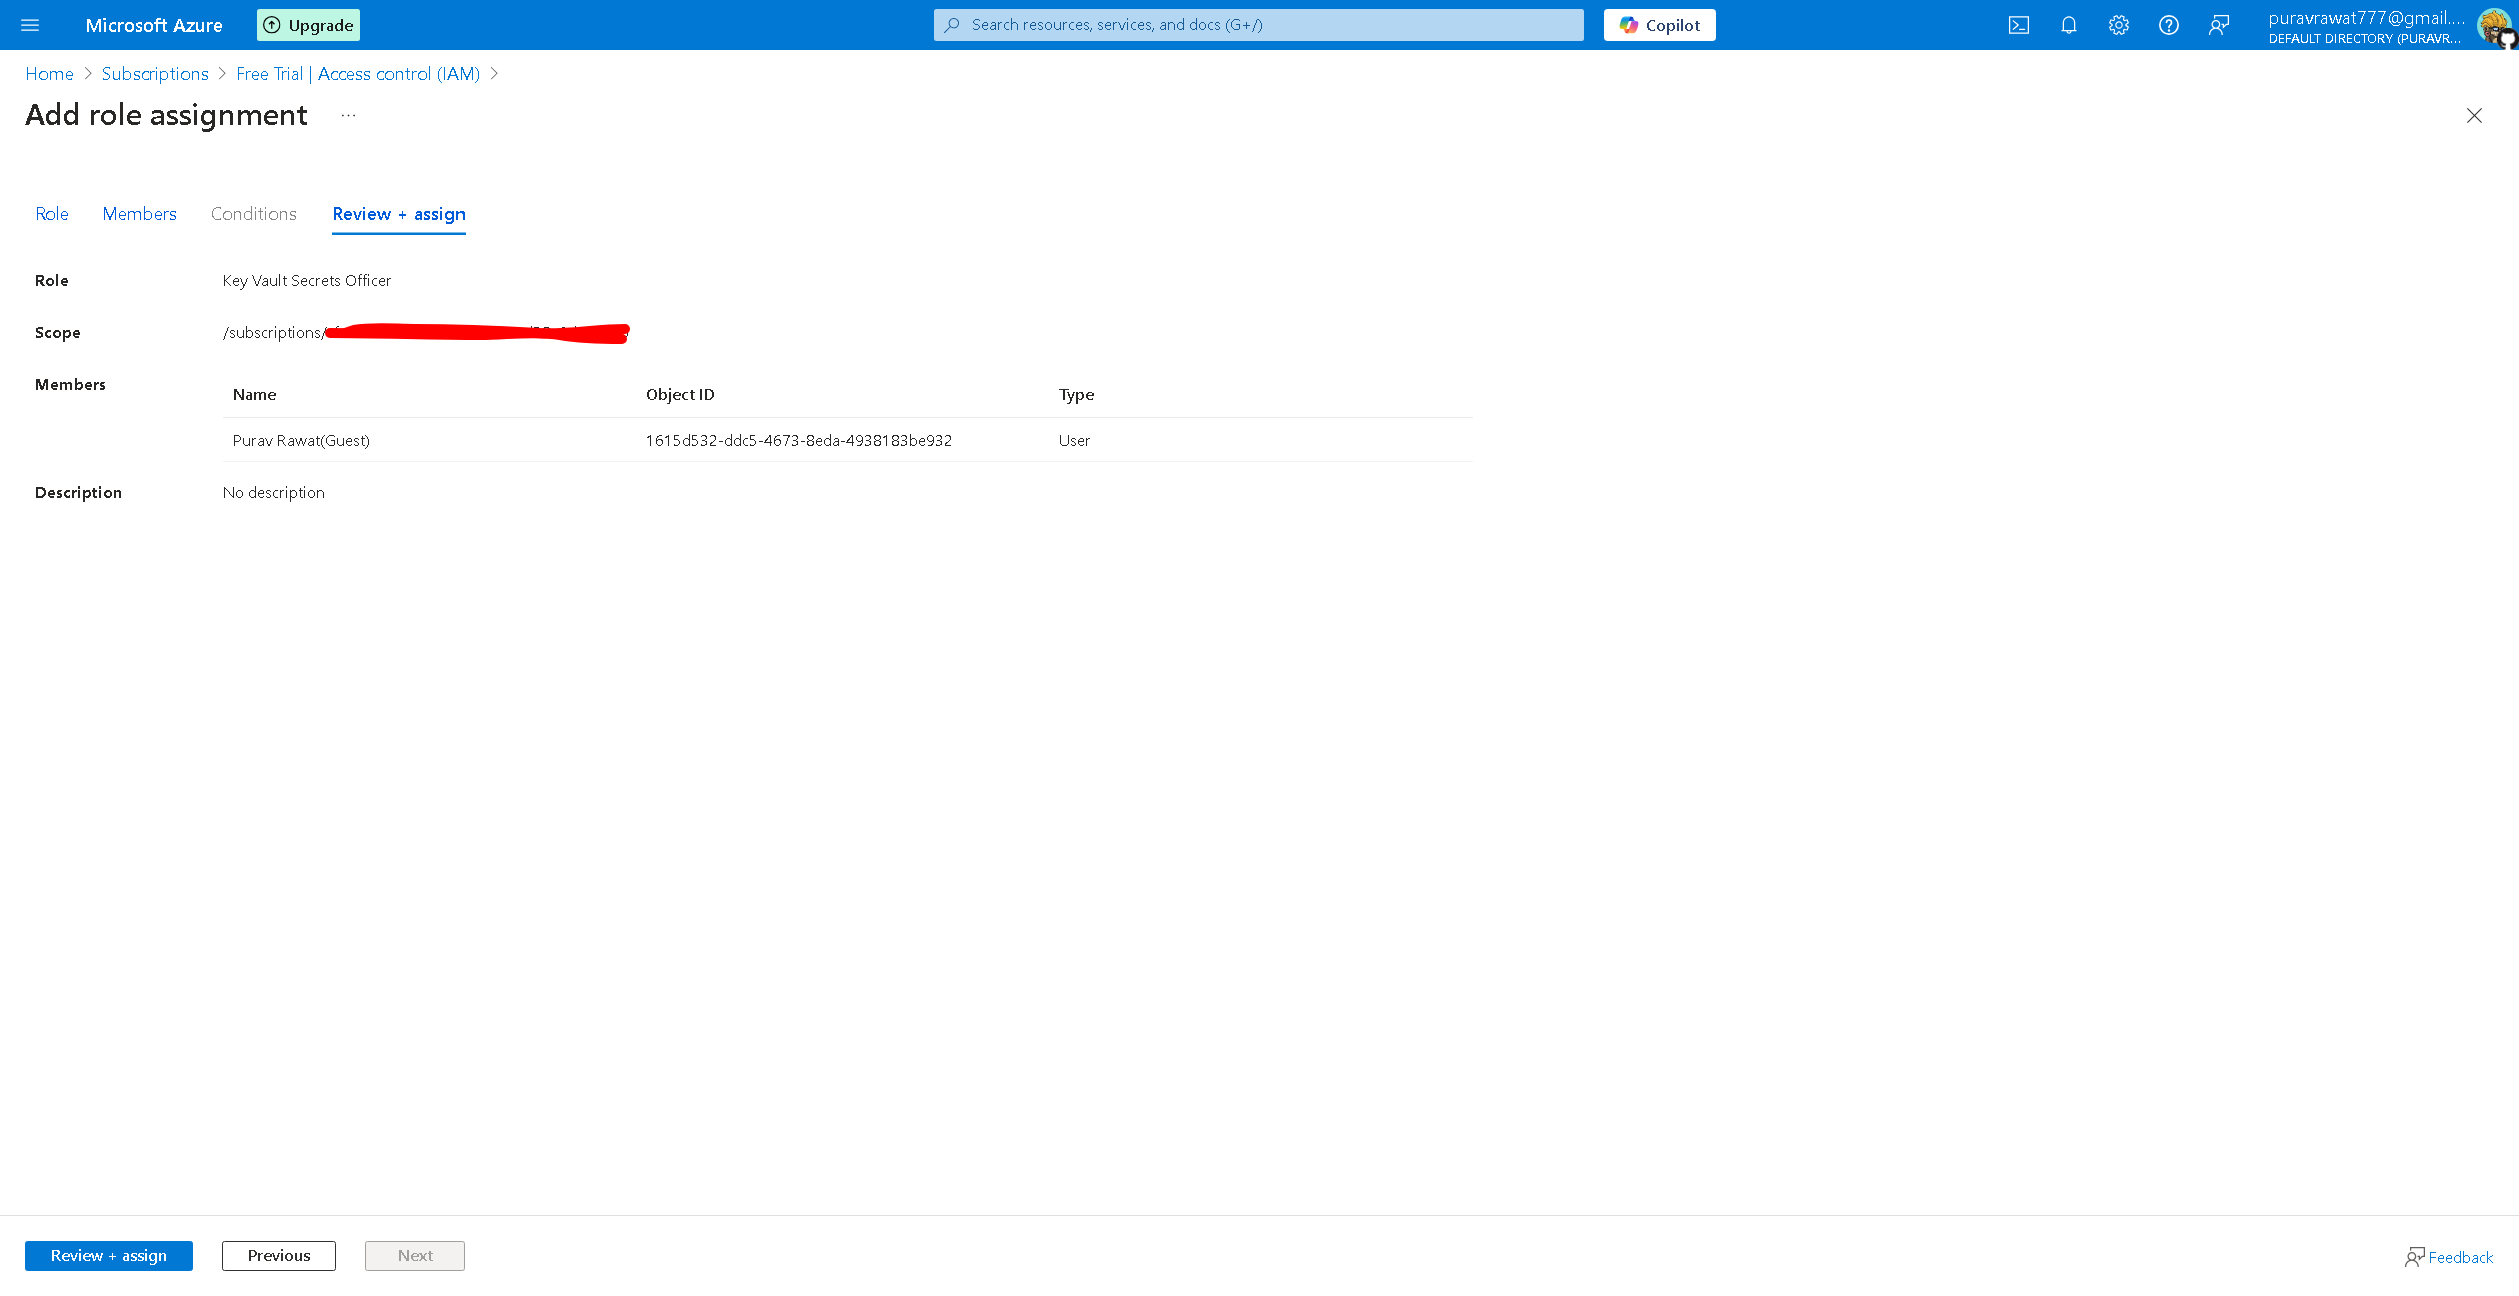 Microsoft Azure
Upgrade
Search resources, services, and docs (G+/)
Copilot
puravrawat777@gmail....
DEFAULT DIRECTORY (PURAVR...
Home > Subscriptions > Free Trial | Access control (IAM) >
Add role assignment ...
Role Members Conditions Review + assign
Role Key Vault Secrets Officer
Scope /subscriptions/
Members
Name Object ID Type
Purav Rawat(Guest) 1615d532-ddc5-4673-8eda-4938183be932 User
Description No description
Review + assign Previous Next
Feedback